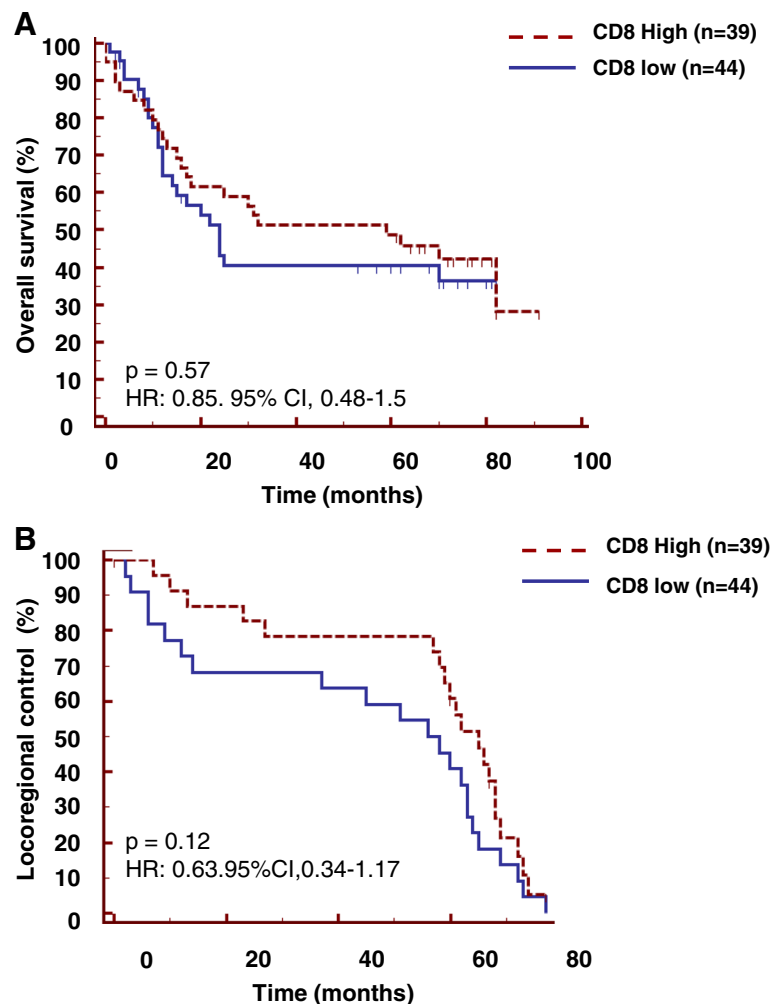 A
CD8 High (n=39)
CD8 low (n=44)
Overall survival (%)
100
90
80
70
60
50
40
30
20
10
0
p = 0.57
HR: 0.85. 95% CI, 0.48-1.5
0 20 40 60 80 100
Time (months)
B
CD8 High (n=39)
CD8 low (n=44)
Locoregional control (%)
100
90
80
70
60
50
40
30
20
10
0
p = 0.12
HR: 0.63.95%CI,0.34-1.17
0 20 40 60 80
Time (months)